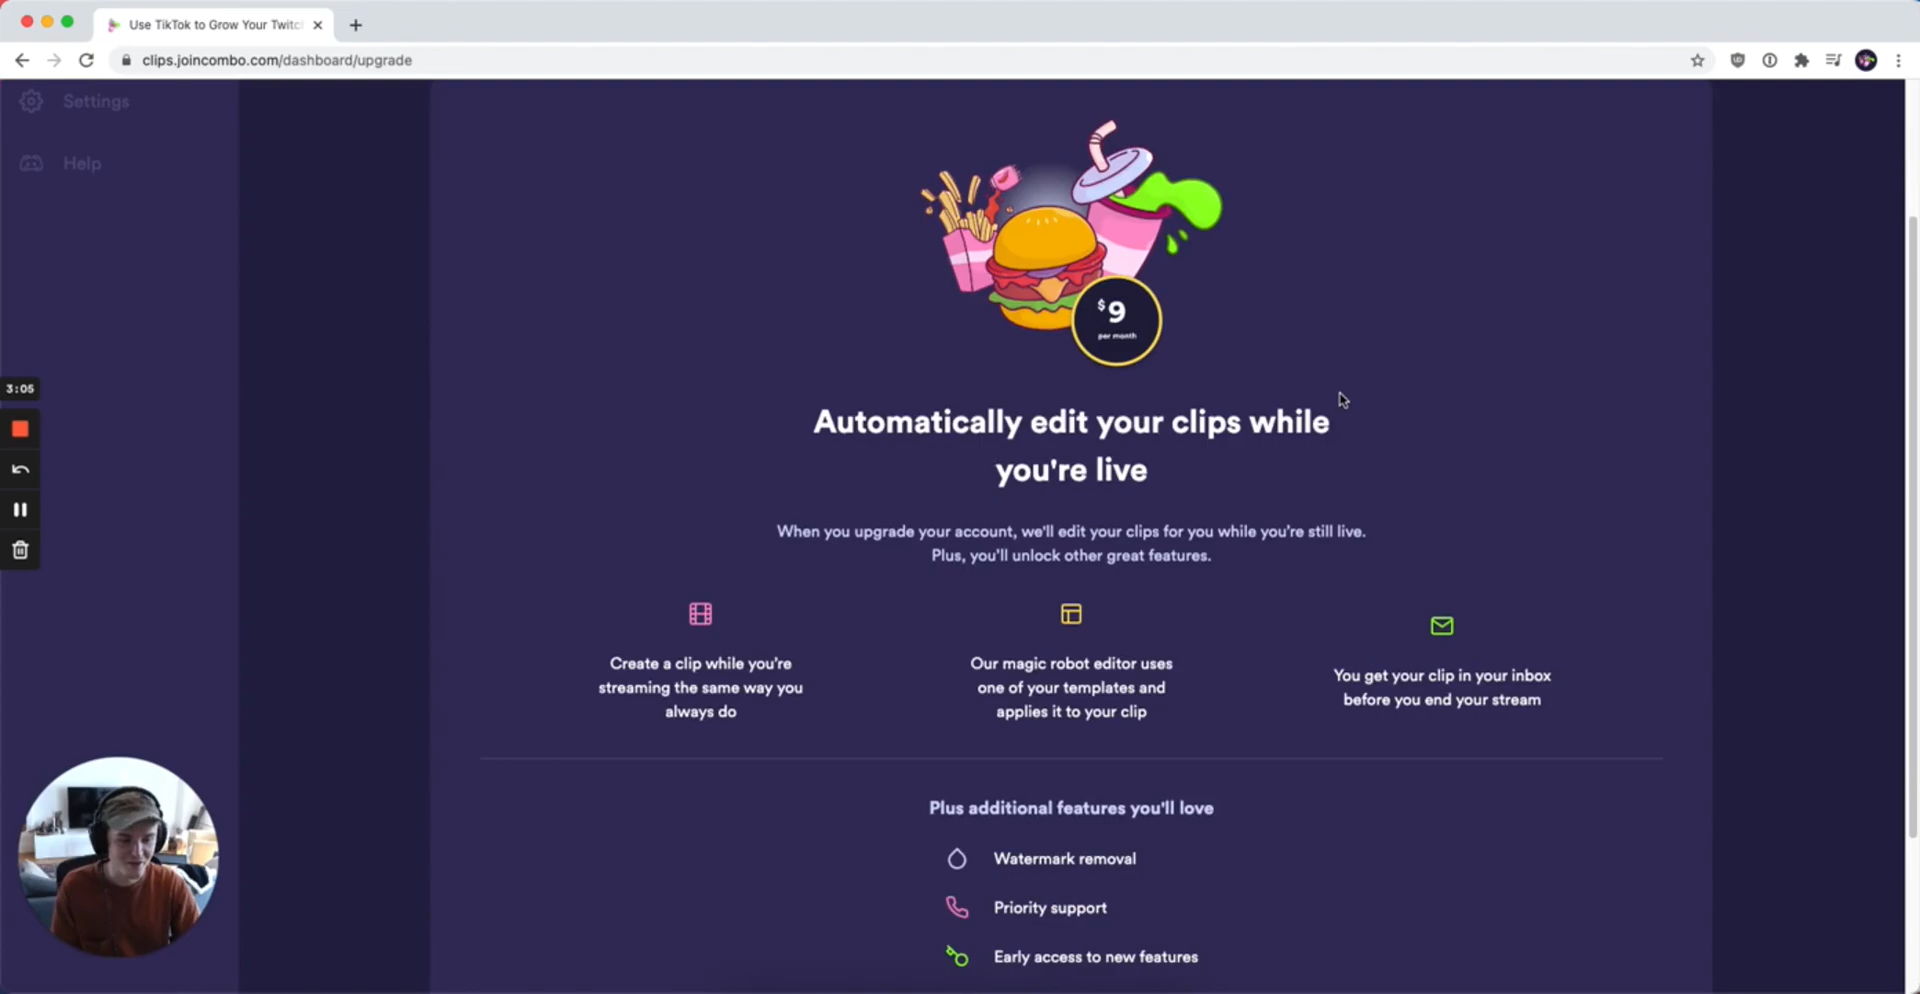 Use TikTok to Grow Your Twitc
clips.joincombo.com/dashboard/upgrade
Settings
Help
$9
per month
3:05
Automatically edit your clips while
you're live
When you upgrade your account, we'll edit your clips for you while you're still live.
Plus, you'll unlock other great features.
Create a clip while you're
streaming the same way you
always do
Our magic robot editor uses
one of your templates and
applies it to your clip
You get your clip in your inbox
before you end your stream
Plus additional features you'll love
Watermark removal
Priority support
Early access to new features